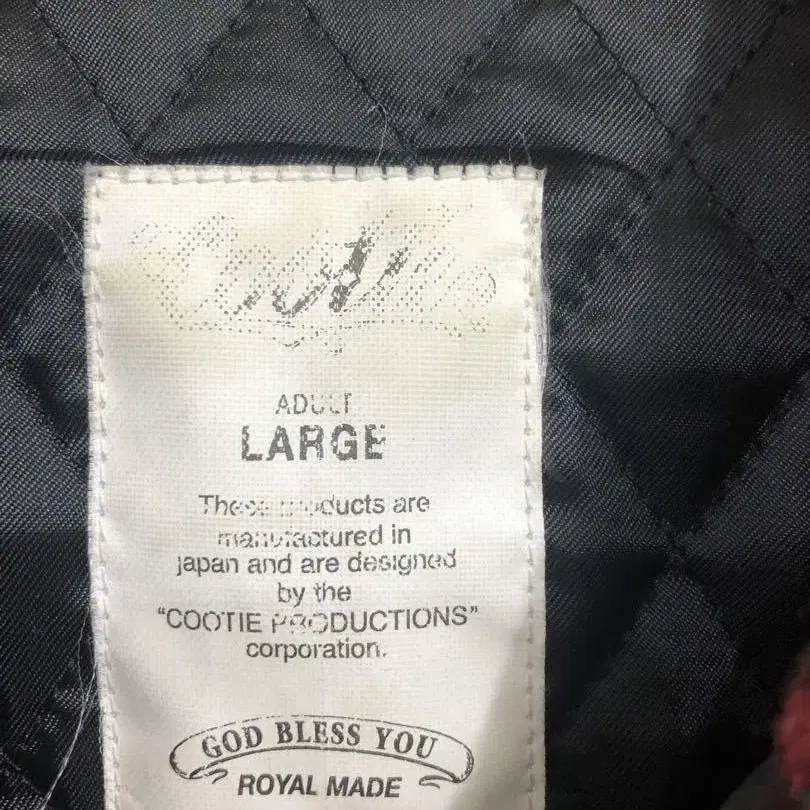 Cootie
ADULT
LARGE
These products are
manufactured in
japan and are designed
by the
"COOTIE PRODUCTIONS"
corporation.
GOD BLESS YOU
ROYAL MADE